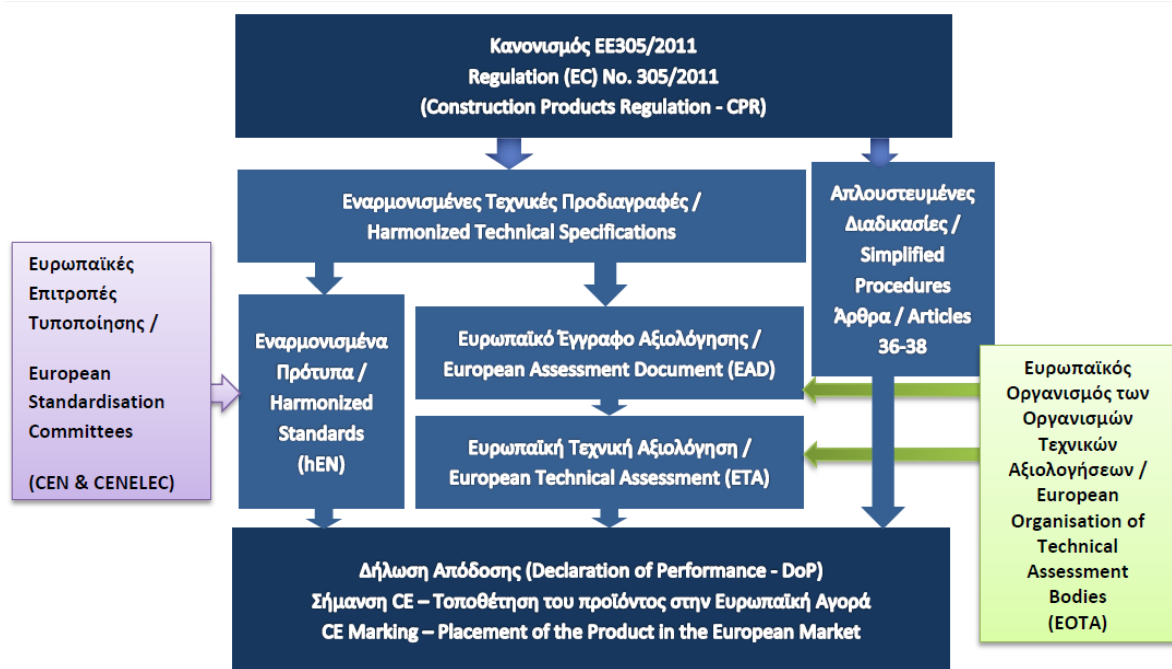 Κανονισμός ΕΕ305/2011
Regulation (EC) No. 305/2011
(Construction Products Regulation - CPR)
Εναρμονισμένες Τεχνικές Προδιαγραφές /
Harmonized Technical Specifications
Απλουστευμένες
Διαδικασίες /
Simplified
Procedures
Άρθρα / Articles
36-38
Ευρωπαϊκές
Επιτροπές
Τυποποίησης /
European
Standardisation
Committees
(CEN & CENELEC)
Εναρμονισμένα
Πρότυπα /
Harmonized
Standards
(hEN)
Ευρωπαϊκό Έγγραφο Αξιολόγησης /
European Assessment Document (EAD)
Ευρωπαϊκή Τεχνική Αξιολόγηση /
European Technical Assessment (ETA)
Ευρωπαϊκός
Οργανισμός των
Οργανισμών
Τεχνικών
Αξιολογήσεων /
European
Organisation of
Technical
Assessment
Bodies
(EOTA)
Δήλωση Απόδοσης (Declaration of Performance - DoP)
Σήμανση CE – Τοποθέτηση του προϊόντος στην Ευρωπαϊκή Αγορά
CE Marking – Placement of the Product in the European Market